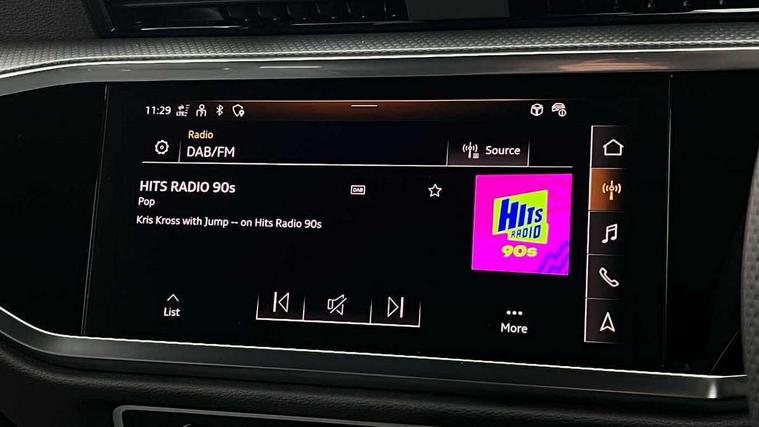 11:29 LTE
Radio
DAB/FM
Source
HITS RADIO 90s
DAB
Pop
Kris Kross with Jump -- on Hits Radio 90s
HITS
RADIO
90s
List
More